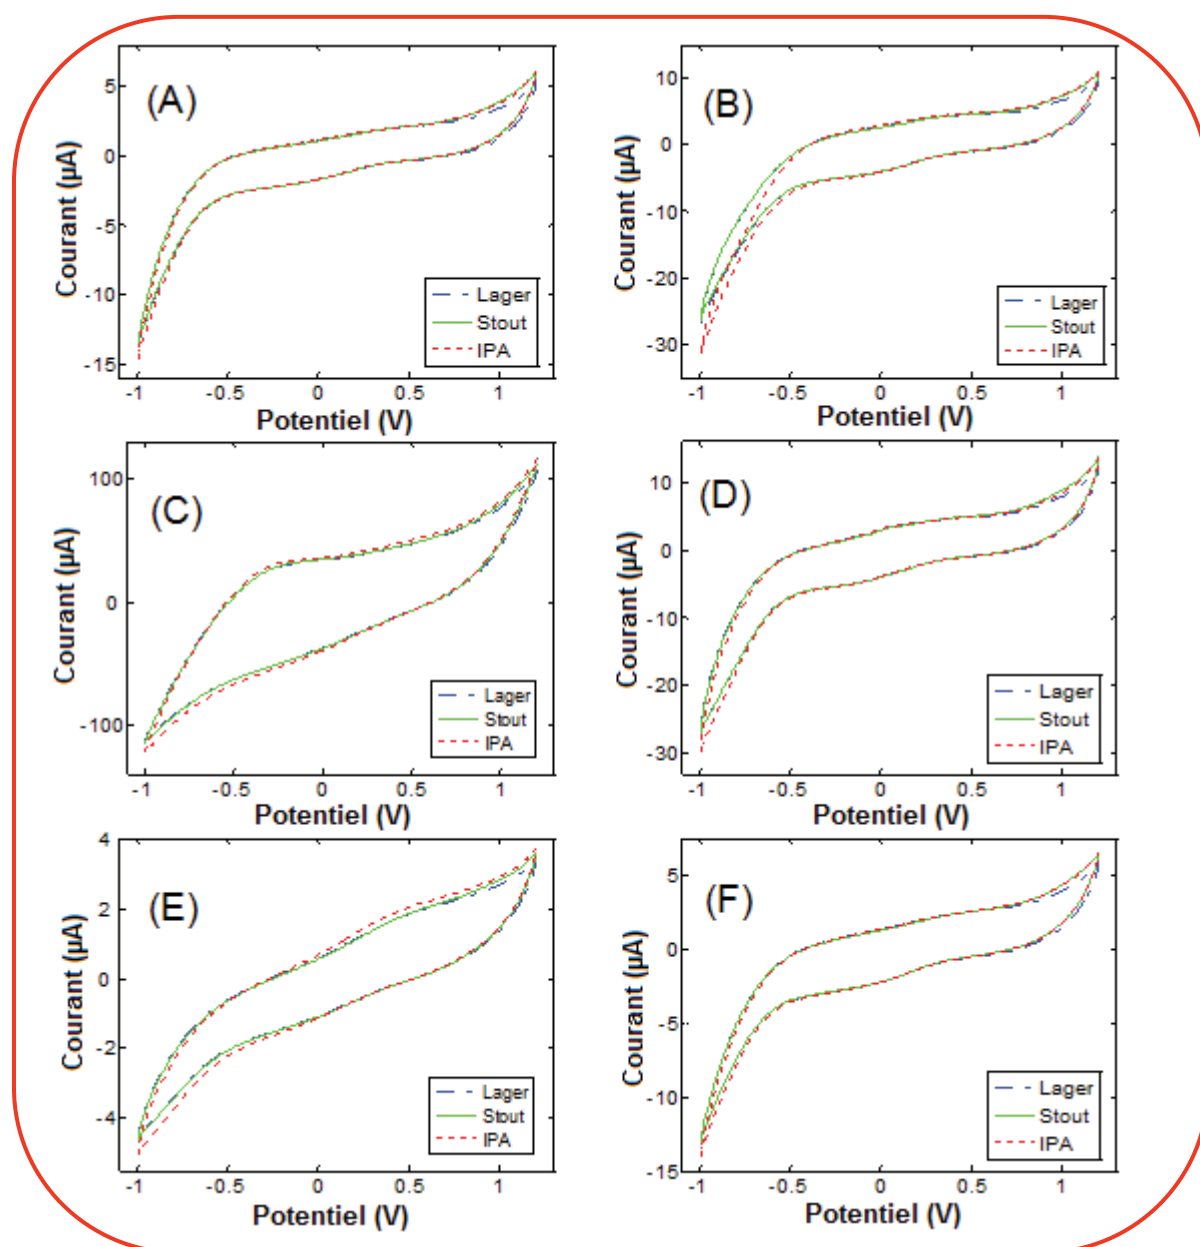 (A)
5
0
-5
-10
-15
Courant (µA)
Lager
Stout
IPA
-1 -0.5 0 0.5 1
Potentiel (V)
(B)
10
0
-10
-20
-30
Courant (µA)
Lager
Stout
IPA
-1 -0.5 0 0.5 1
Potentiel (V)
(C)
100
0
-100
Courant (µA)
Lager
Stout
IPA
-1 -0.5 0 0.5 1
Potentiel (V)
(D)
10
0
-10
-20
-30
Courant (µA)
Lager
Stout
IPA
-1 -0.5 0 0.5 1
Potentiel (V)
(E)
4
2
0
-2
-4
Courant (µA)
Lager
Stout
IPA
-1 -0.5 0 0.5 1
Potentiel (V)
(F)
5
0
-5
-10
-15
Courant (µA)
Lager
Stout
IPA
-1 -0.5 0 0.5 1
Potentiel (V)